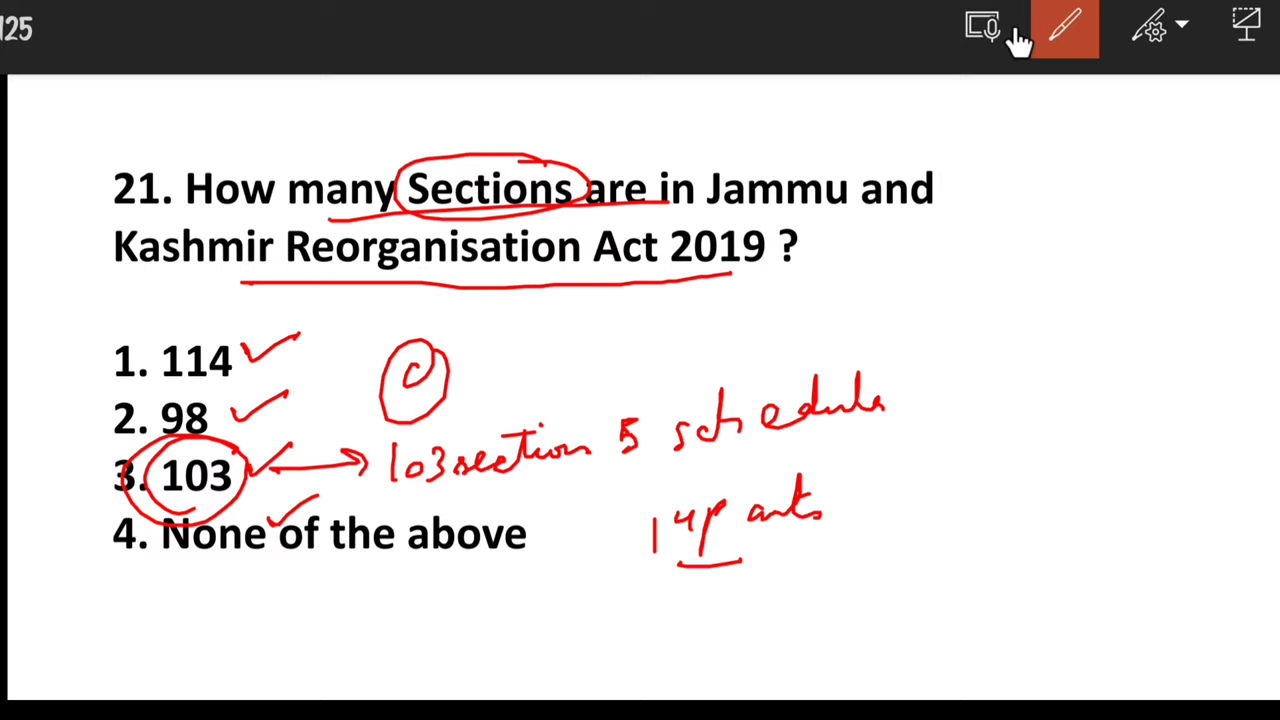 125
21. How many Sections are in Jammu and
Kashmir Reorganisation Act 2019 ?
1. 114
2. 98
3. 103
4. None of the above
C
103 section 5 schedule
14 parts